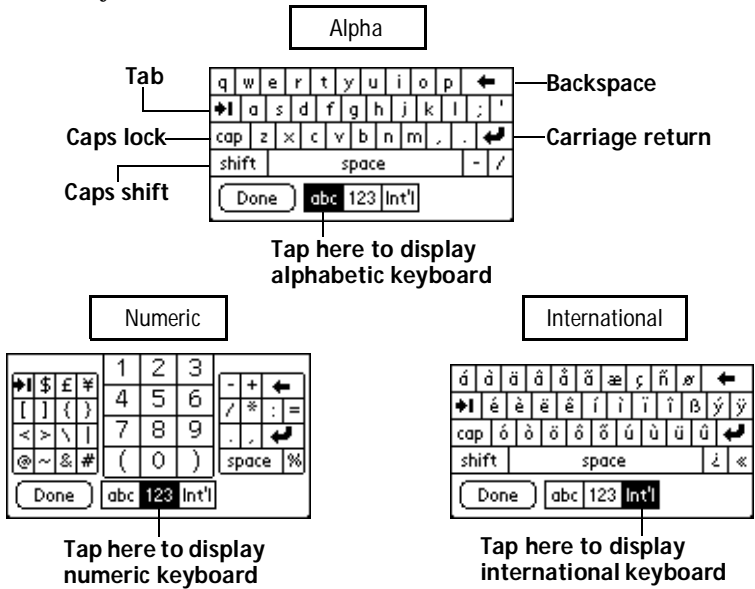 Alpha
Tab
q w e r t y u i o p
Backspace
a s d f g h j k l ; '
Caps lock
cap z x c v b n m , .
Carriage return
shift space - /
Caps shift
Done abc 123 Int'l
Tap here to display
alphabetic keyboard
Numeric
1 2 3
$ £ ¥
- +
4 5 6
[ ] { }
/ * : =
7 8 9
< > \ |
. ,
( 0 )
@ ~ & #
space %
Done abc 123 Int'l
Tap here to display
numeric keyboard
International
á à ä â å ã æ ç ñ ø
é è ë ê í ì ï î ß ý ÿ
cap ó ò ö ô õ ú ù ü û
shift space ¿ «
Done abc 123 Int'l
Tap here to display
international keyboard